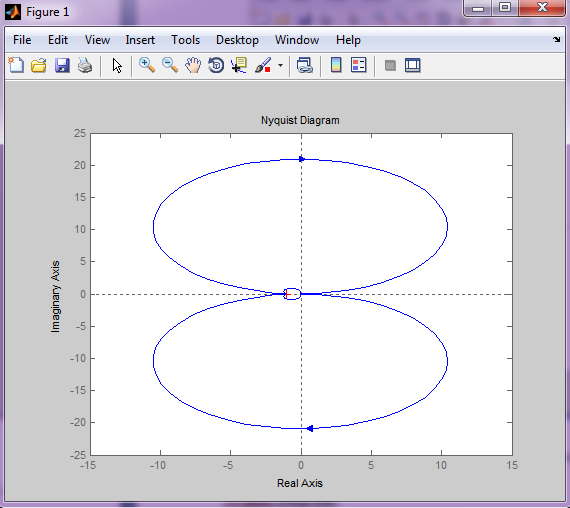 Figure 1
File Edit View Insert Tools Desktop Window Help
Nyquist Diagram
25
20
15
10
5
0
-5
-10
-15
-20
-25
Imaginary Axis
-15 -10 -5 0 5 10 15
Real Axis